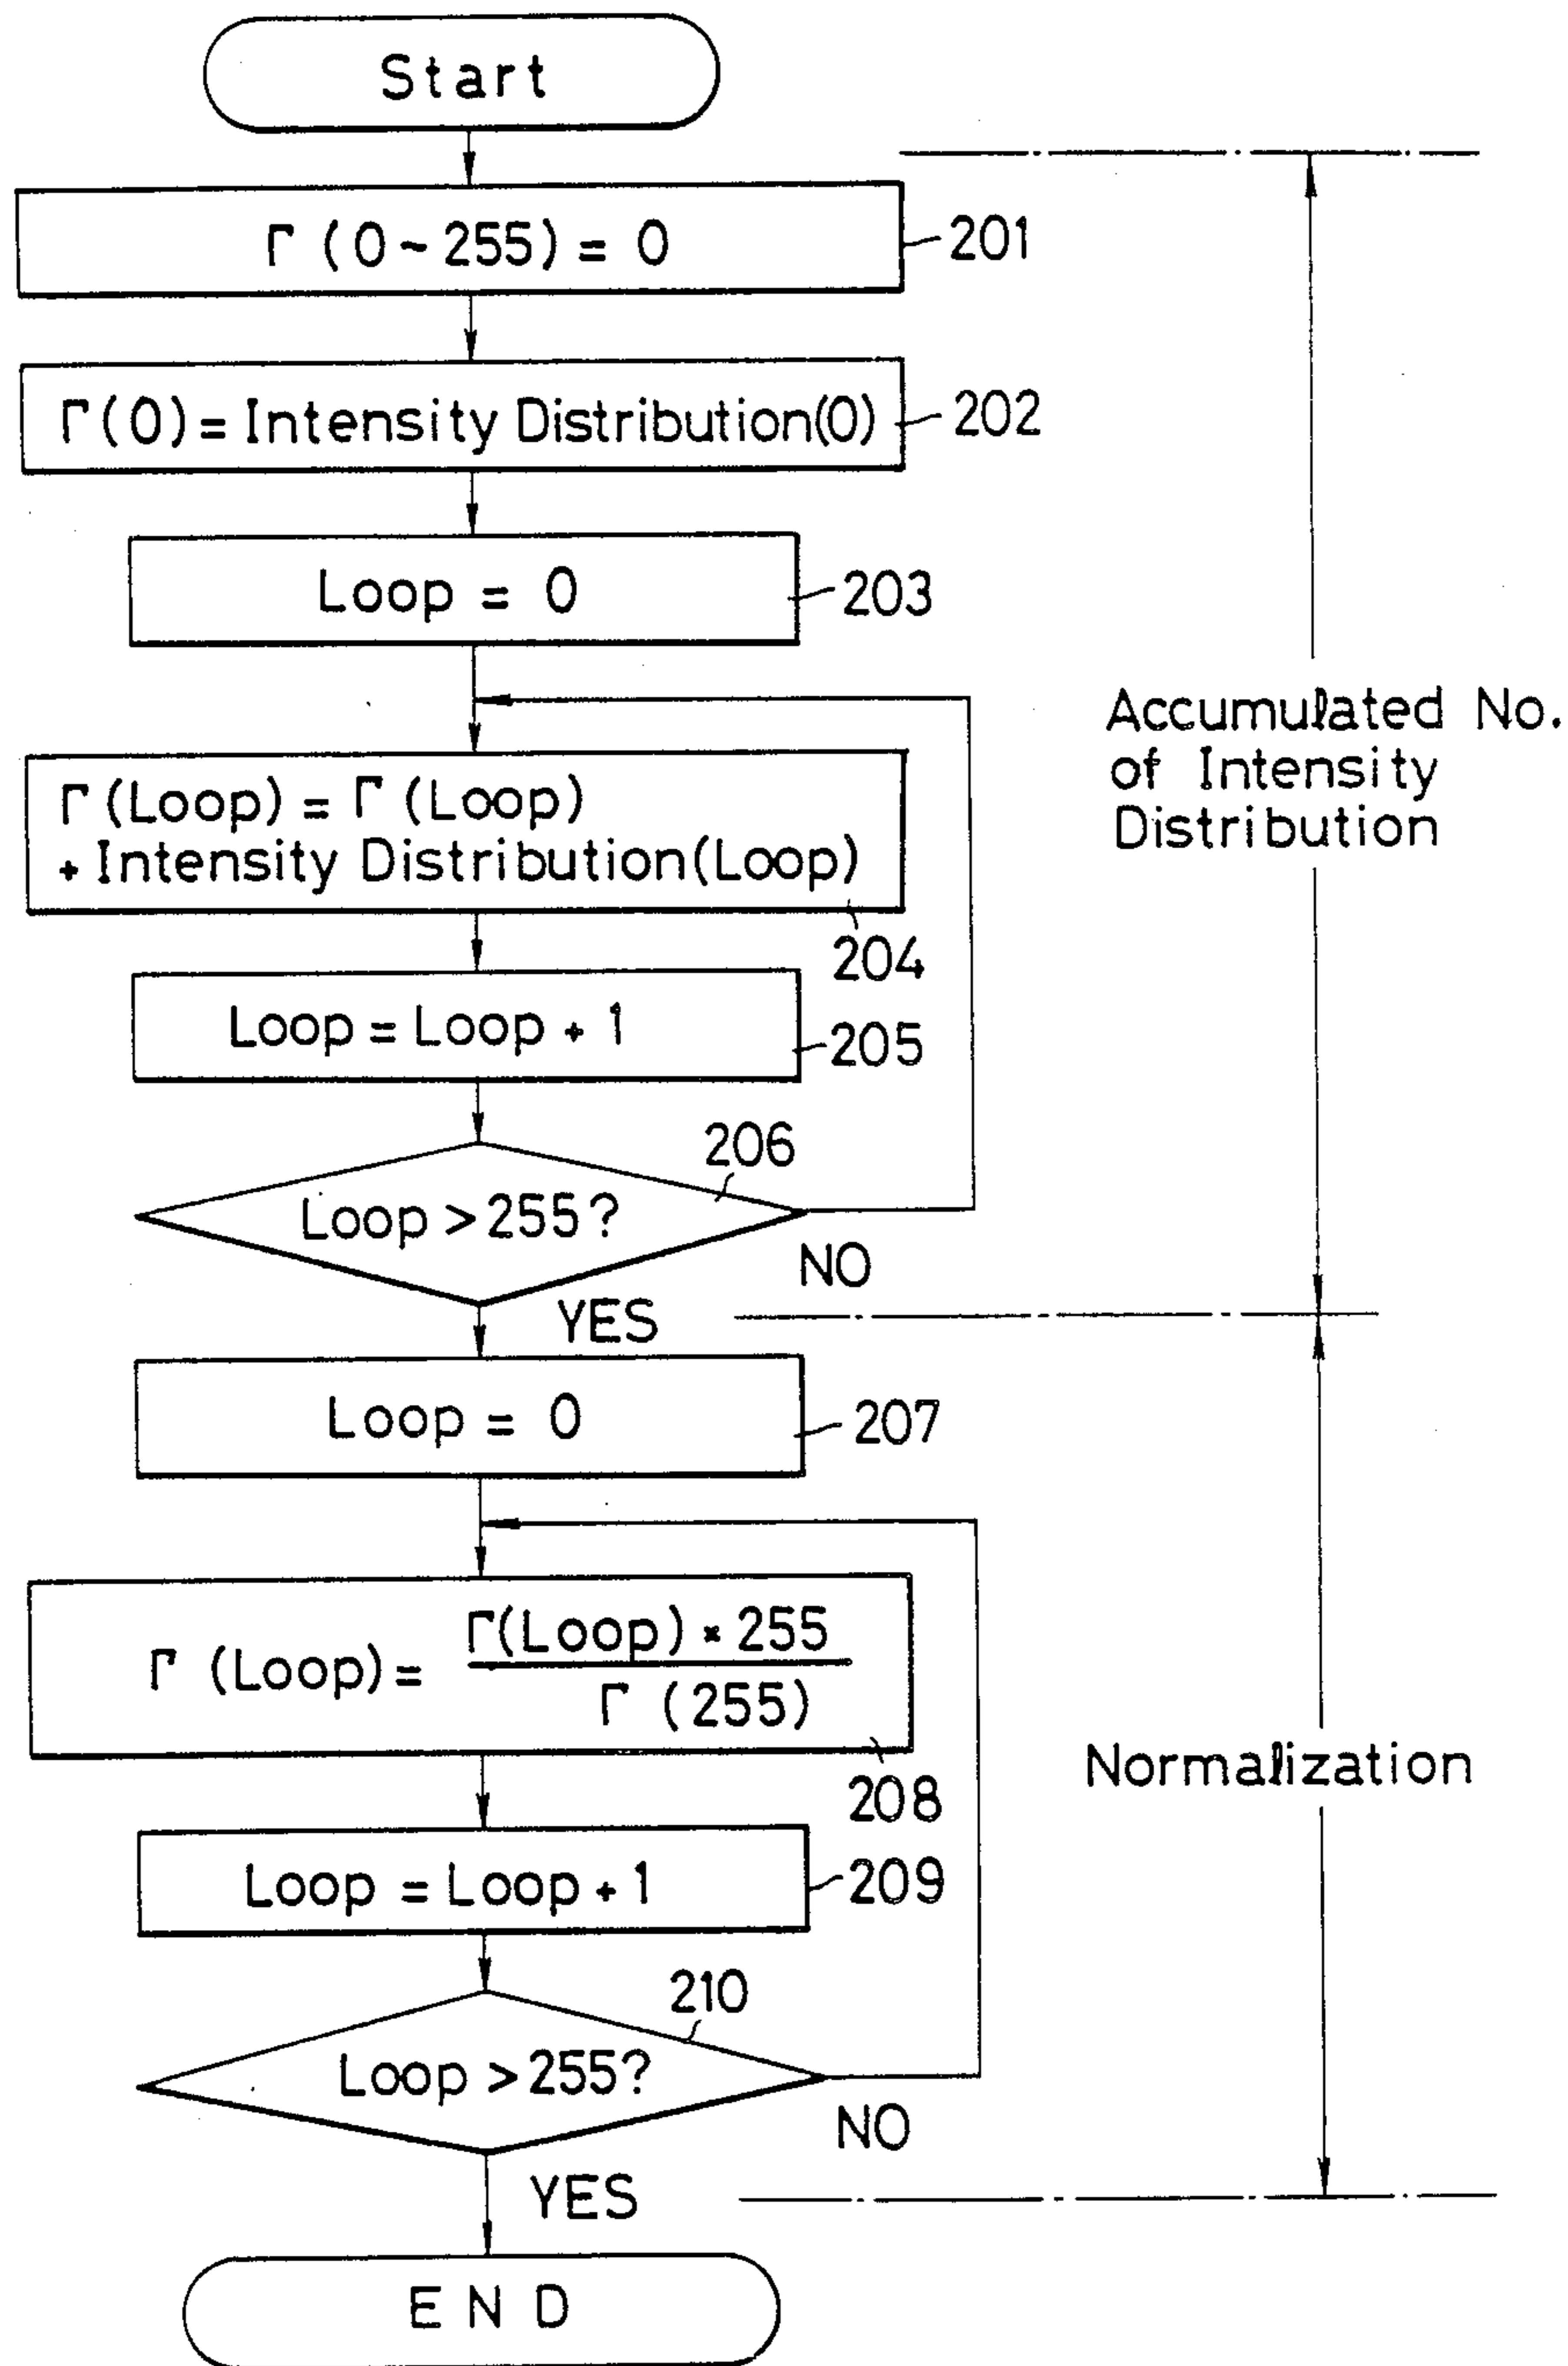 Start
Γ (0 ~ 255) = 0
201
Γ(0) = Intensity Distribution(0)
202
Loop = 0
203
Accumulated No.
of Intensity
Distribution
Γ (Loop) = Γ (Loop)
+ Intensity Distribution(Loop)
204
Loop = Loop + 1
205
206
Loop > 255?
NO
YES
Loop = 0
207
Γ (Loop) = Γ(Loop) × 255
Γ (255)
208
Normalization
Loop = Loop + 1
209
210
Loop > 255?
NO
YES
END